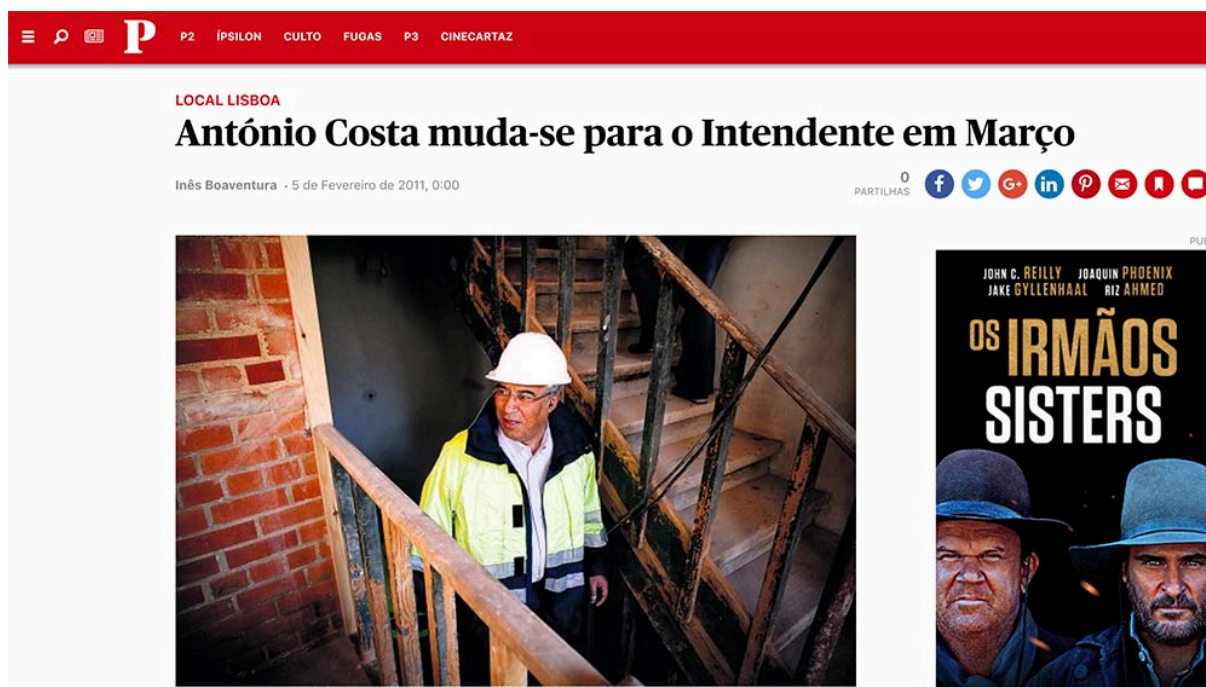 P
P2 ÍPSILON CULTO FUGAS P3 CINECARTAZ
LOCAL LISBOA
António Costa muda-se para o Intendente em Março
Inês Boaventura • 5 de Fevereiro de 2011, 0:00
0
PARTILHAS
f G+ in
JOHN C. REILLY JOAQUIN PHOENIX
JAKE GYLLENHAAL RIZ AHMED
OS IRMÃOS
SISTERS